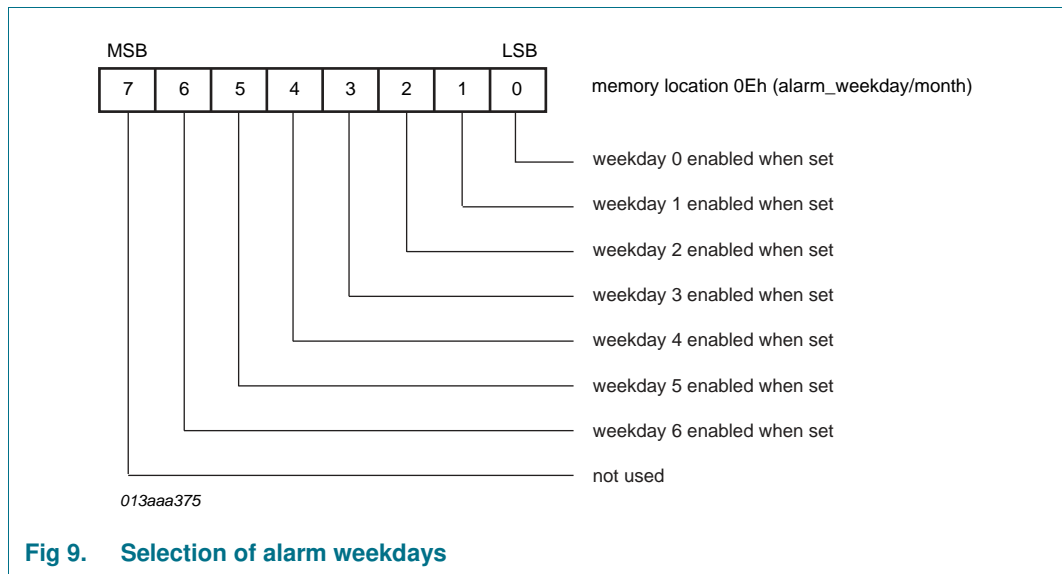 MSB LSB
7 6 5 4 3 2 1 0 memory location 0Eh (alarm_weekday/month)
weekday 0 enabled when set
weekday 1 enabled when set
weekday 2 enabled when set
weekday 3 enabled when set
weekday 4 enabled when set
weekday 5 enabled when set
weekday 6 enabled when set
not used
013aaa375
Fig 9. Selection of alarm weekdays